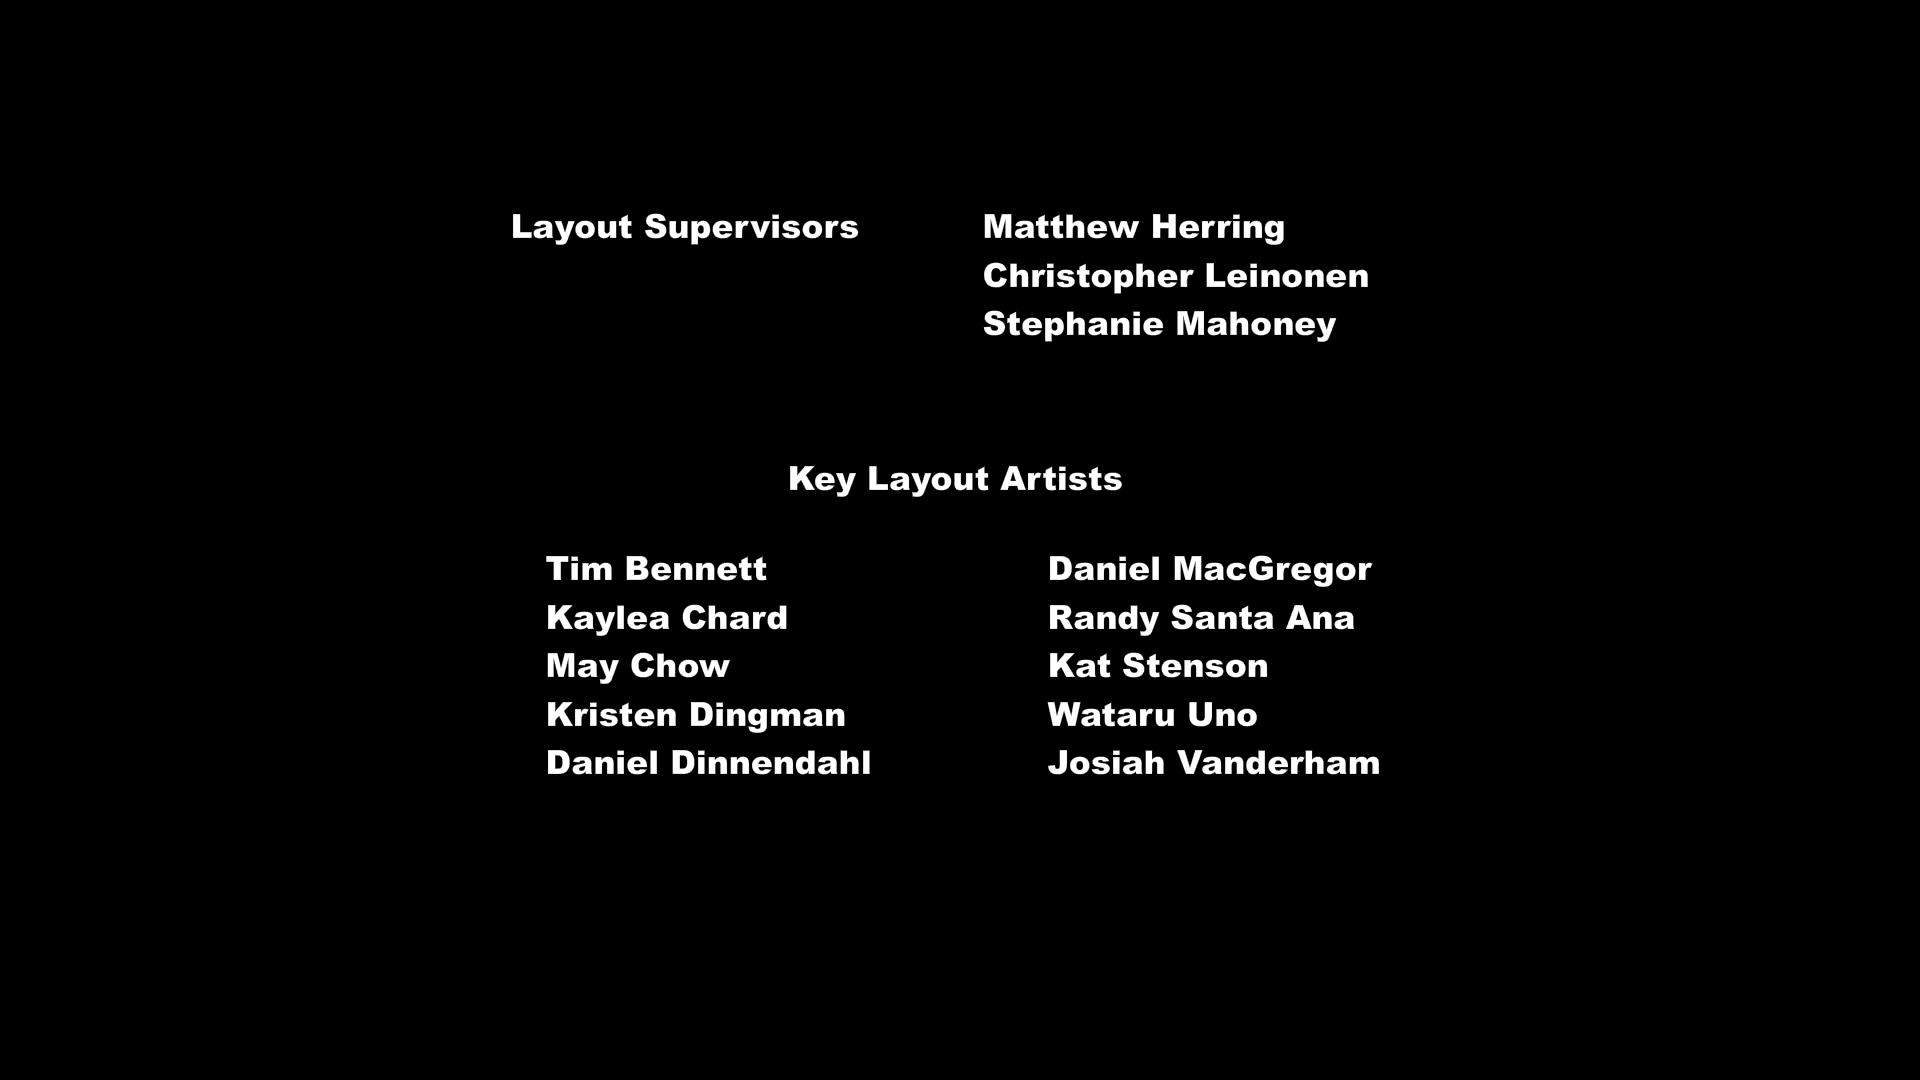 Layout Supervisors
Matthew Herring
Christopher Leinonen
Stephanie Mahoney
Key Layout Artists
Tim Bennett
Kaylea Chard
May Chow
Kristen Dingman
Daniel Dinnendahl
Daniel MacGregor
Randy Santa Ana
Kat Stenson
Wataru Uno
Josiah Vanderham